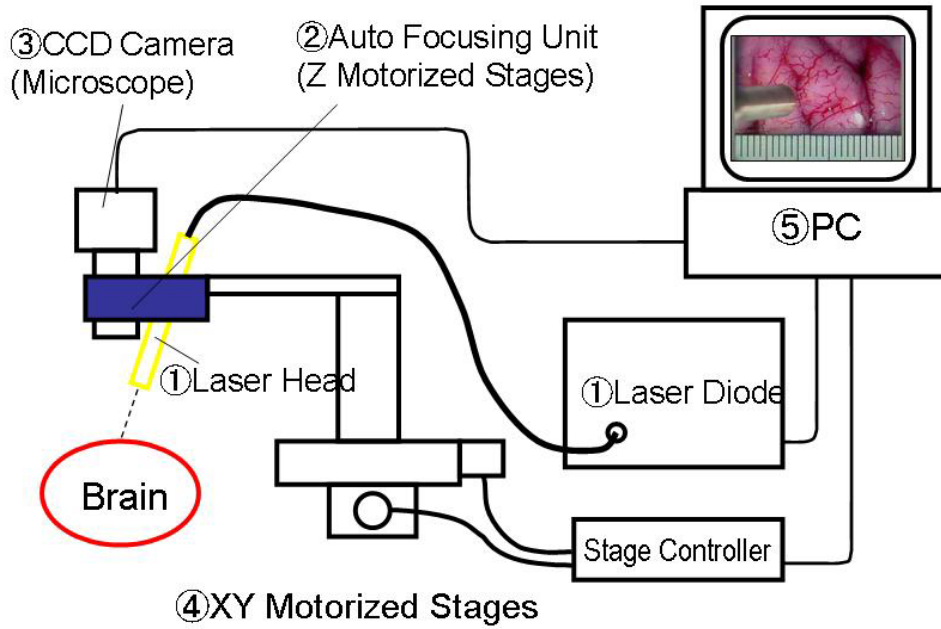 ③CCD Camera
(Microscope)
②Auto Focusing Unit
(Z Motorized Stages)
⑤PC
①Laser Head
①Laser Diode
Brain
Stage Controller
④XY Motorized Stages